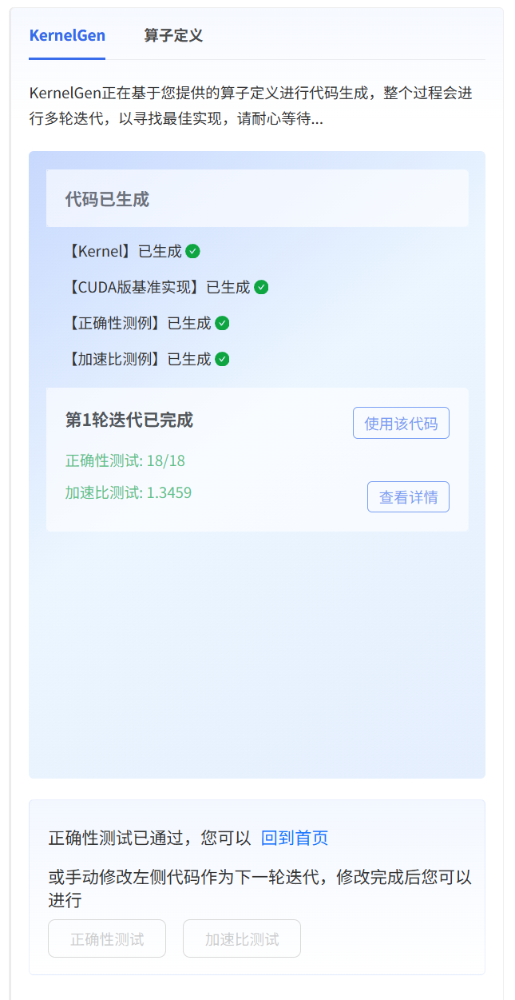 KernelGen 算子定义
KernelGen正在基于您提供的算子定义进行代码生成，整个过程会进
行多轮迭代，以寻找最佳实现，请耐心等待...
代码已生成
【Kernel】已生成
【CUDA版基准实现】已生成
【正确性测例】已生成
【加速比测例】已生成
第1轮迭代已完成
使用该代码
正确性测试: 18/18
加速比测试: 1.3459
查看详情
正确性测试已通过，您可以 回到首页
或手动修改左侧代码作为下一轮迭代，修改完成后您可以
进行
正确性测试 加速比测试